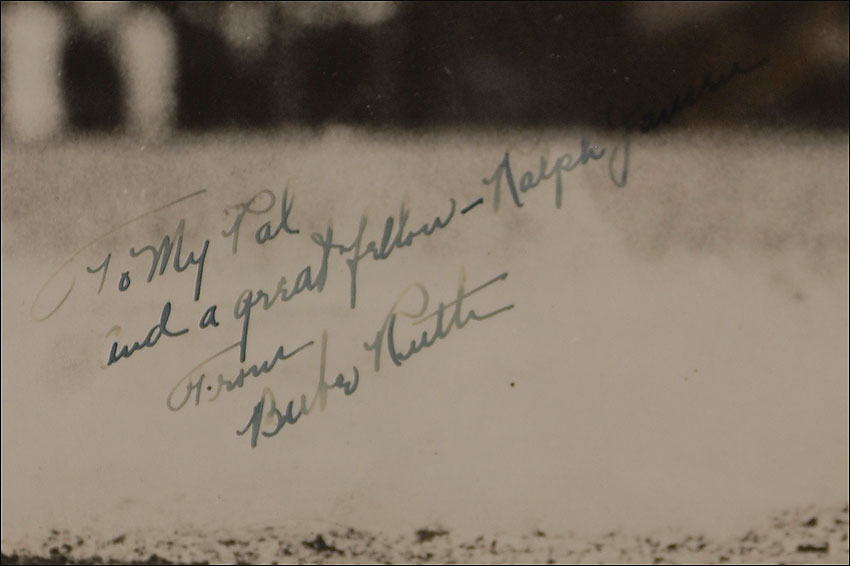 To My Pal
and a great fellow – Ralph
From
Babe Ruth